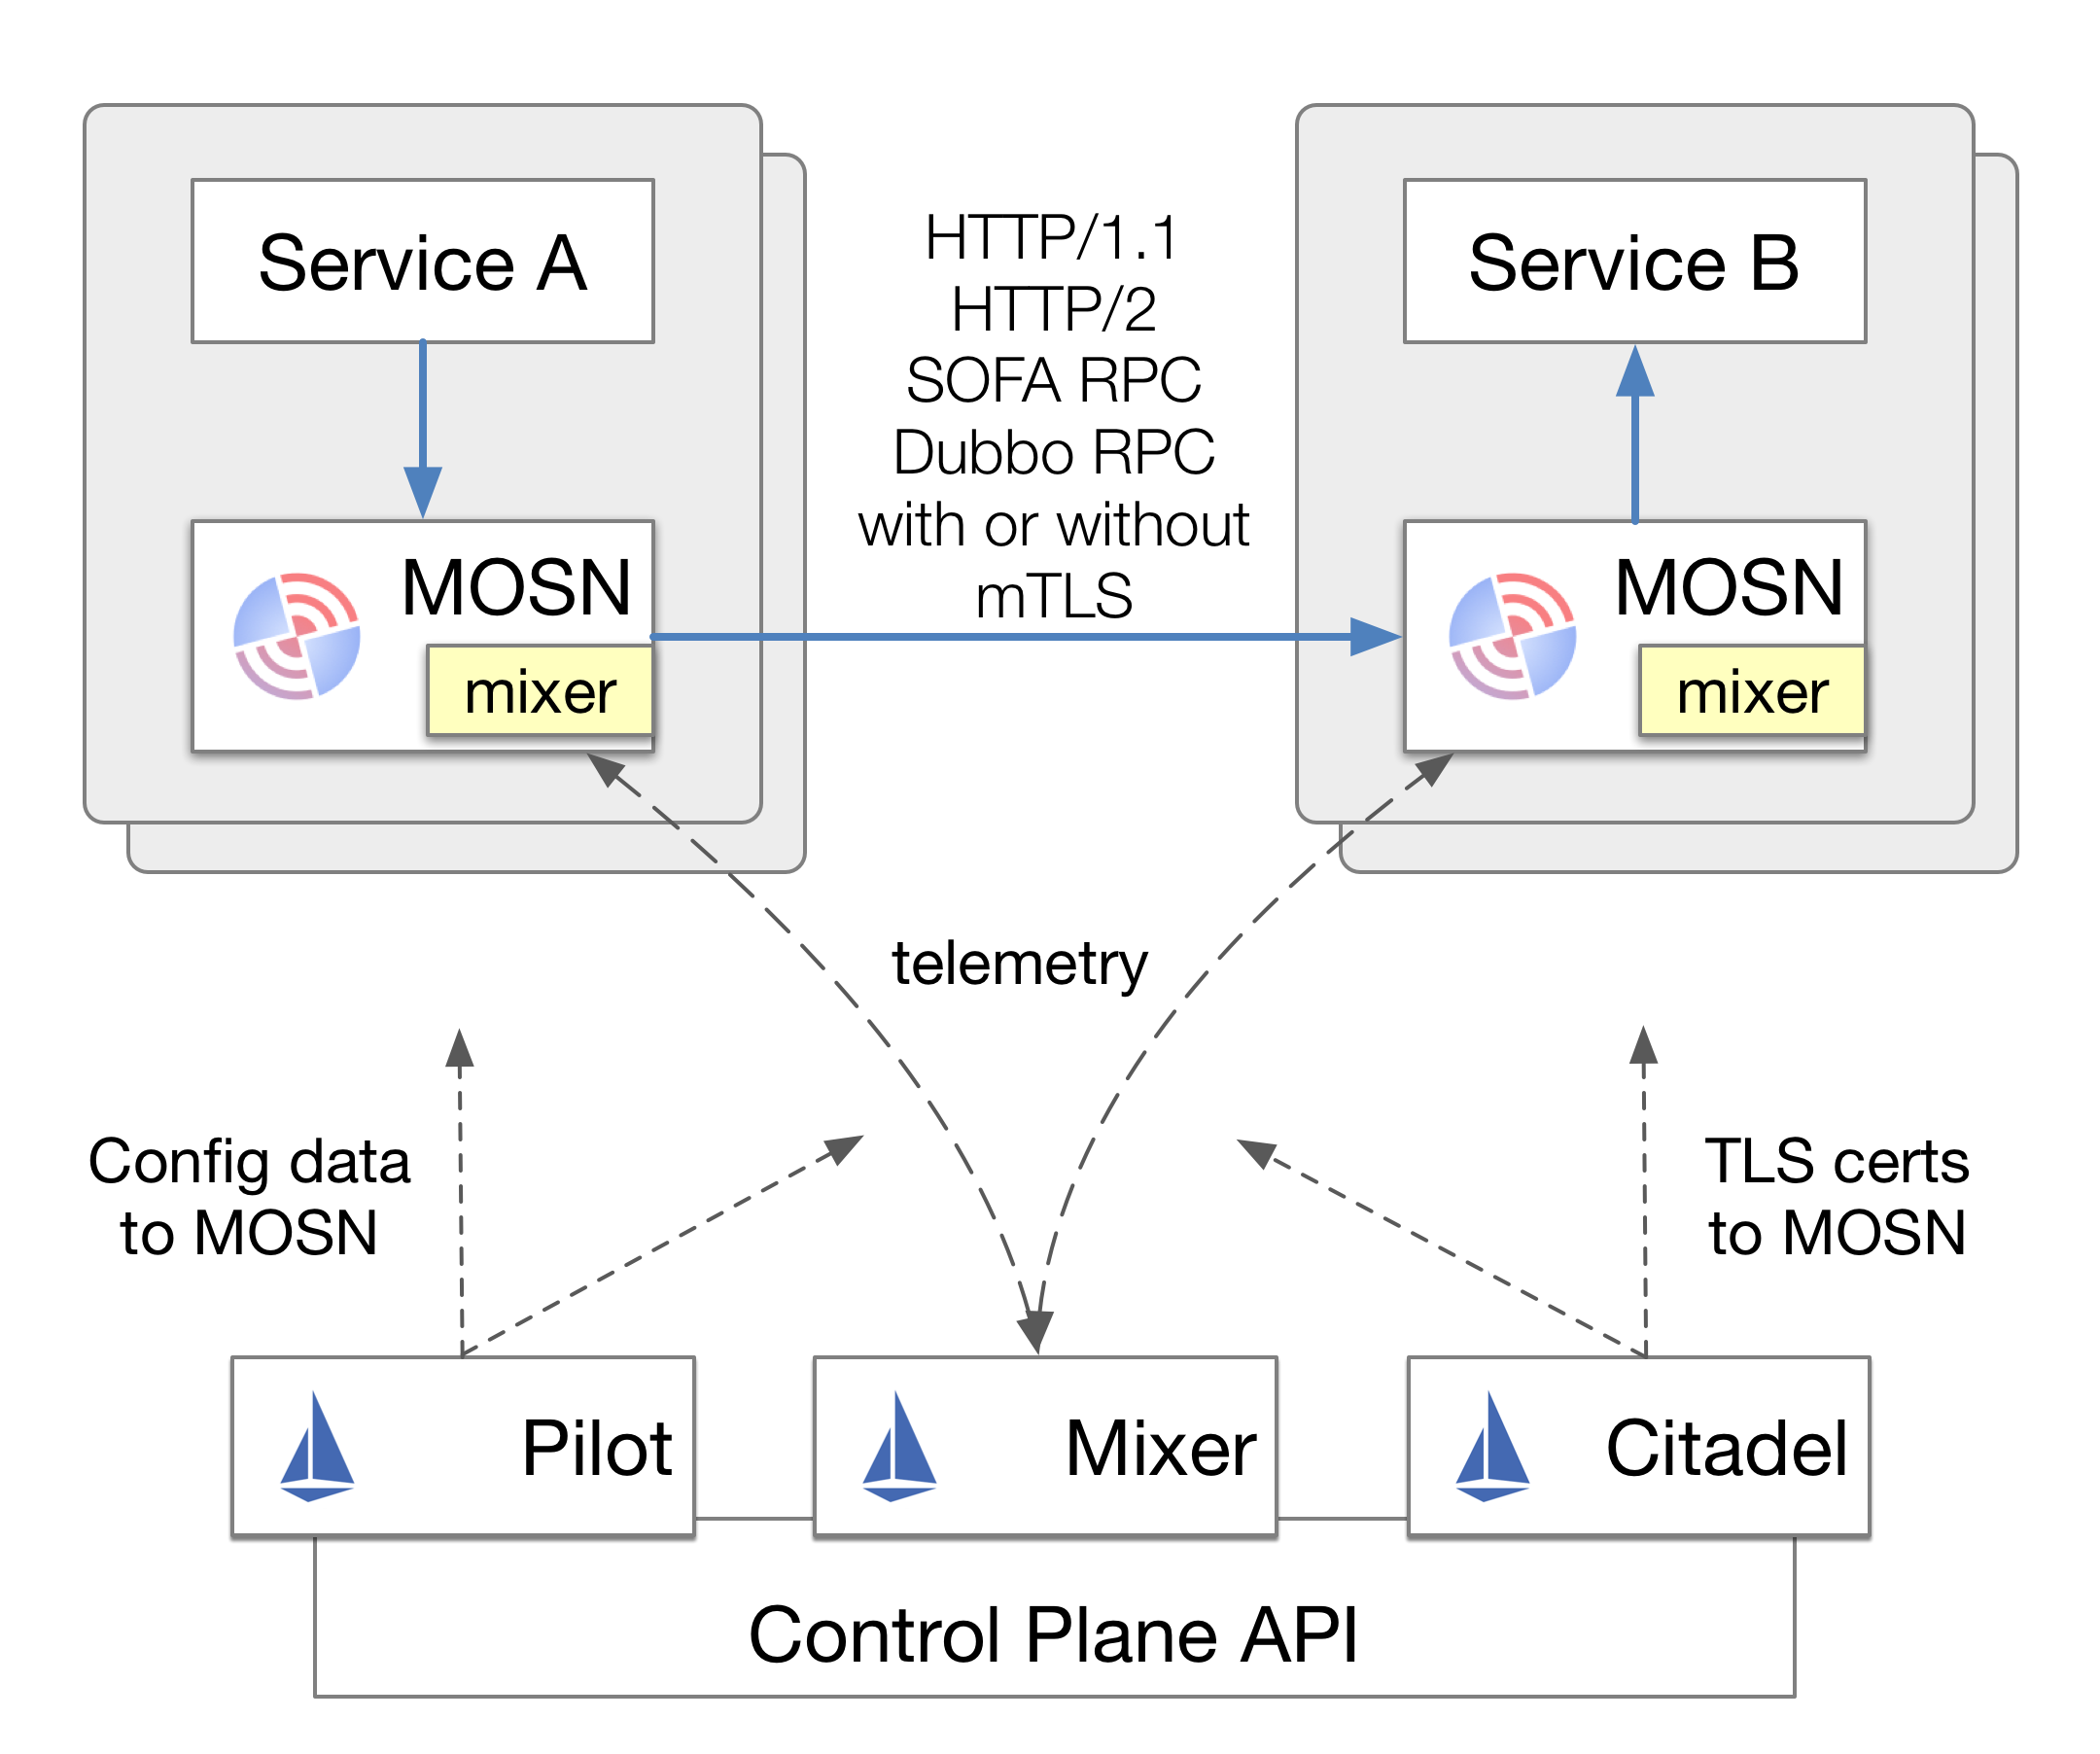 Service A
HTTP/1.1
HTTP/2
SOFA RPC
Dubbo RPC
with or without
mTLS
Service B
MOSN
mixer
MOSN
mixer
telemetry
Config data
to MOSN
TLS certs
to MOSN
Pilot
Mixer
Citadel
Control Plane API